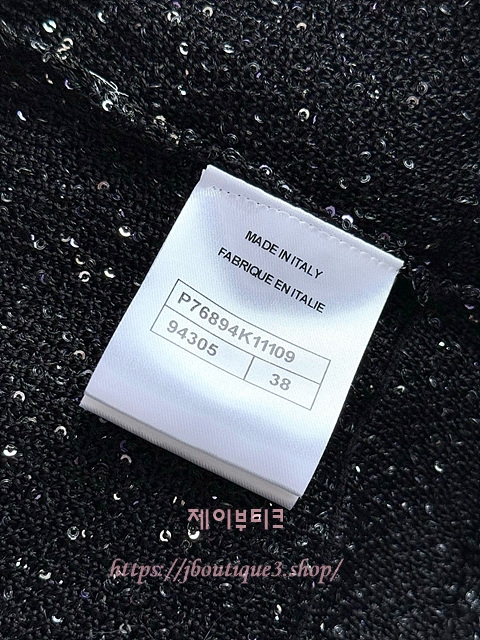 MADE IN ITALY
FABRIQUE EN ITALIE
P76894K11109
94305 38
제이부티크
https://jboutique3.shop/